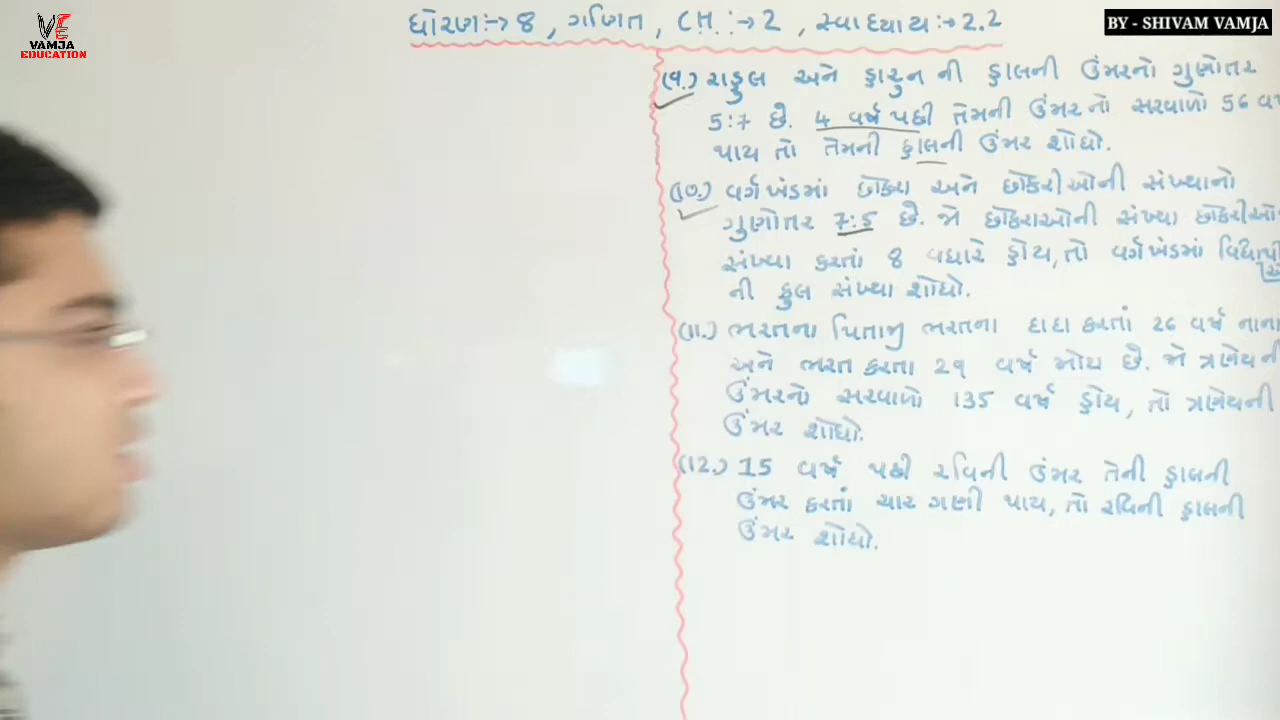 VE
VAMJA
EDUCATION
ધોરણ:→ 8 , ગણિત , CH. :→ 2 , સ્વાધ્યાય :→ 2.2
BY - SHIVAM VAMJA
(૧.) રાહુલ અને હારુન ની હાલની ઉંમરનો ગુણોતર
5:7 છે. 4 વર્ષ પછી તેમની ઉંમરનો સરવાળો 56 વર્ષ
થાય તો તેમની હાલની ઉંમર શોધો.
(10.) વર્ગખંડમાં છોકરા અને છોકરીઓની સંખ્યાનો
ગુણોતર 7:5 છે. જો છોકરાઓની સંખ્યા છોકરીઓ
સંખ્યા કરતાં 8 વધારે હોય, તો વર્ગખંડમાં
ની કુલ સંખ્યા શોધો.
(11.) ભરતના પિતાજી ભરતના દાદા કરતાં 26 વર્ષ નાના
અને ભરત કરતા 2૧ વર્ષ મોય છે. જો ત્રણેયની
ઉંમરનો સરવાળો 135 વર્ષ હોય, તો ત્રણેયની
ઉંમર શોધો.
(12.) 15 વર્ષ પછી રવિની ઉંમર તેની હાલની
ઉંમર કરતાં ચાર ગણી થાય, તો રવિની હાલની
ઉંમર શોધો.